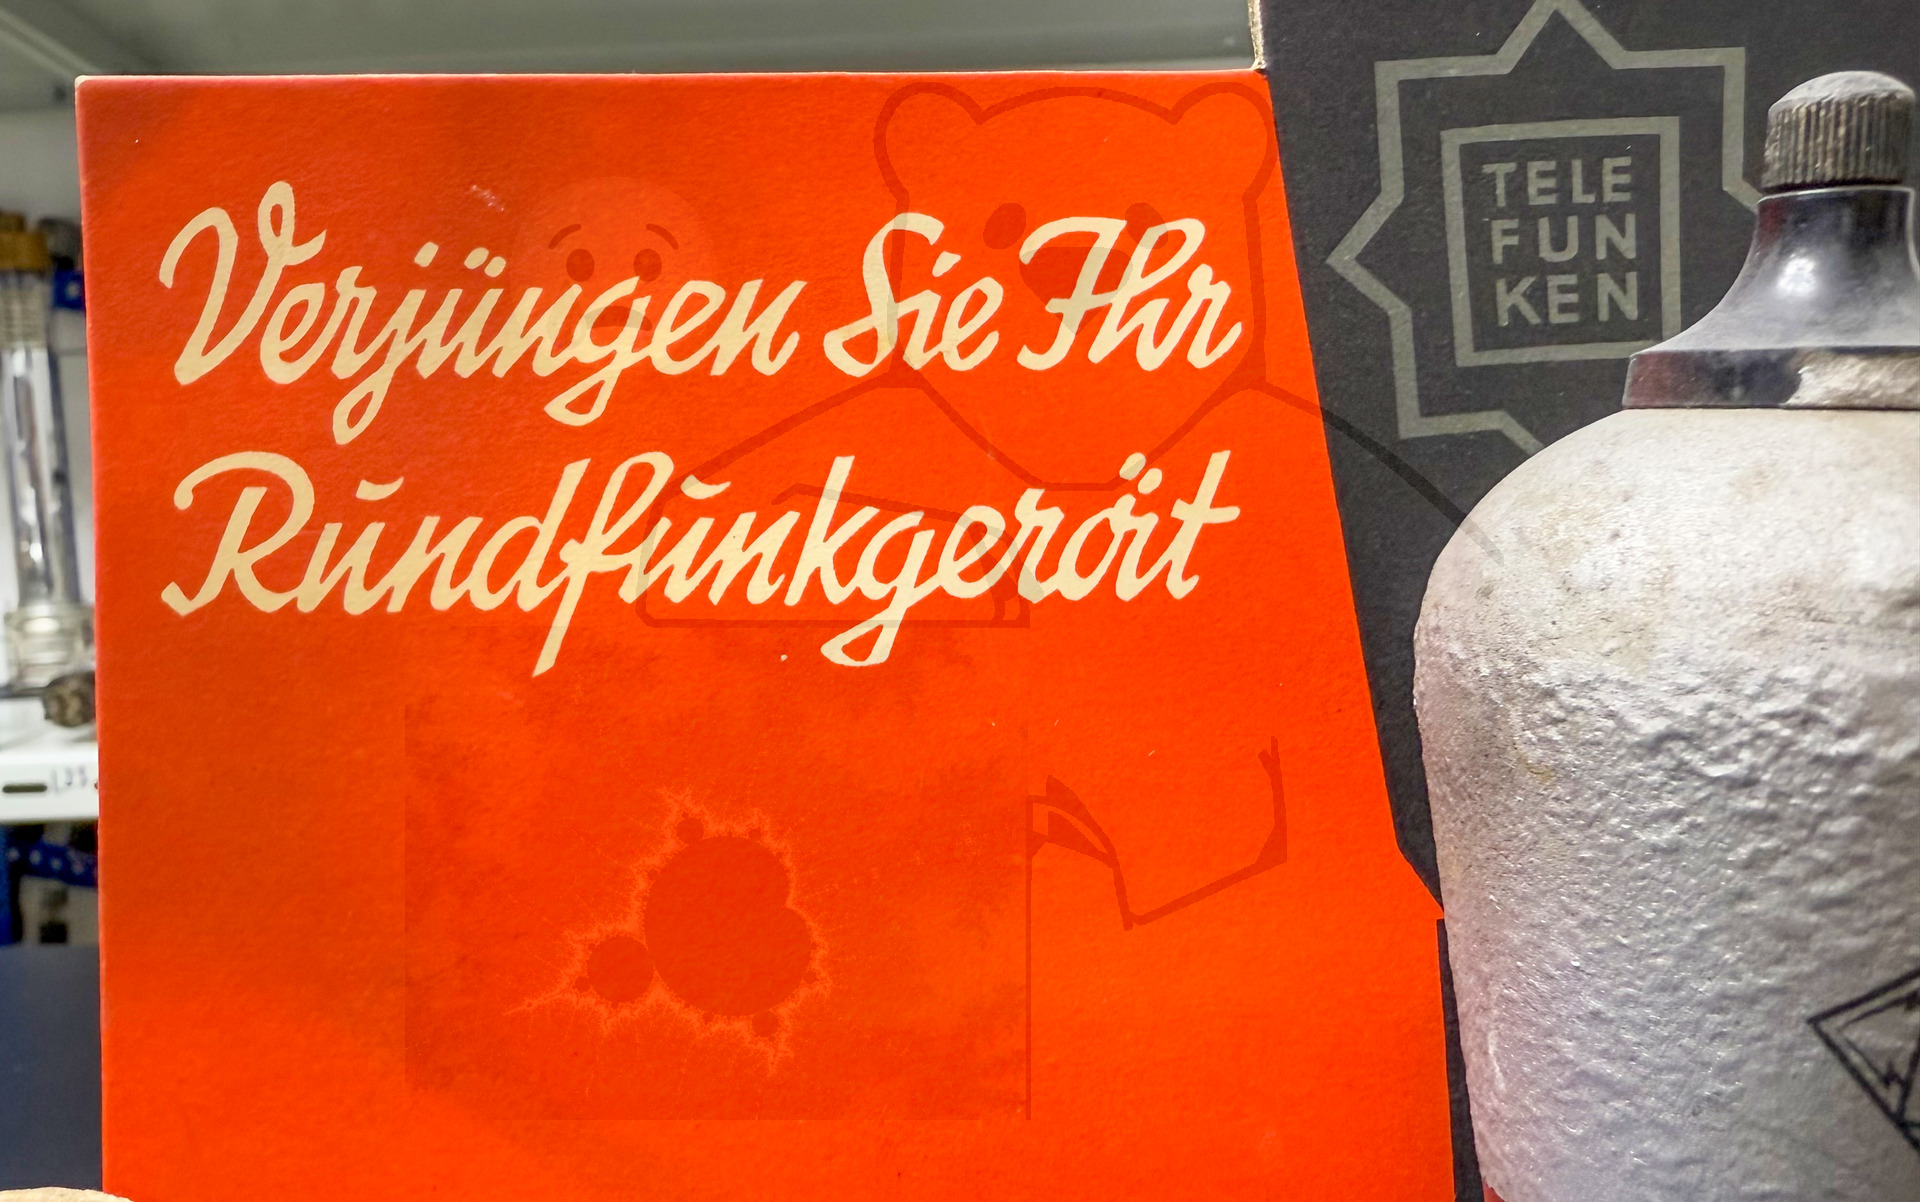 Verjüngen Sie Ihr
Rundfunkgerät
TELE
FUN
KEN